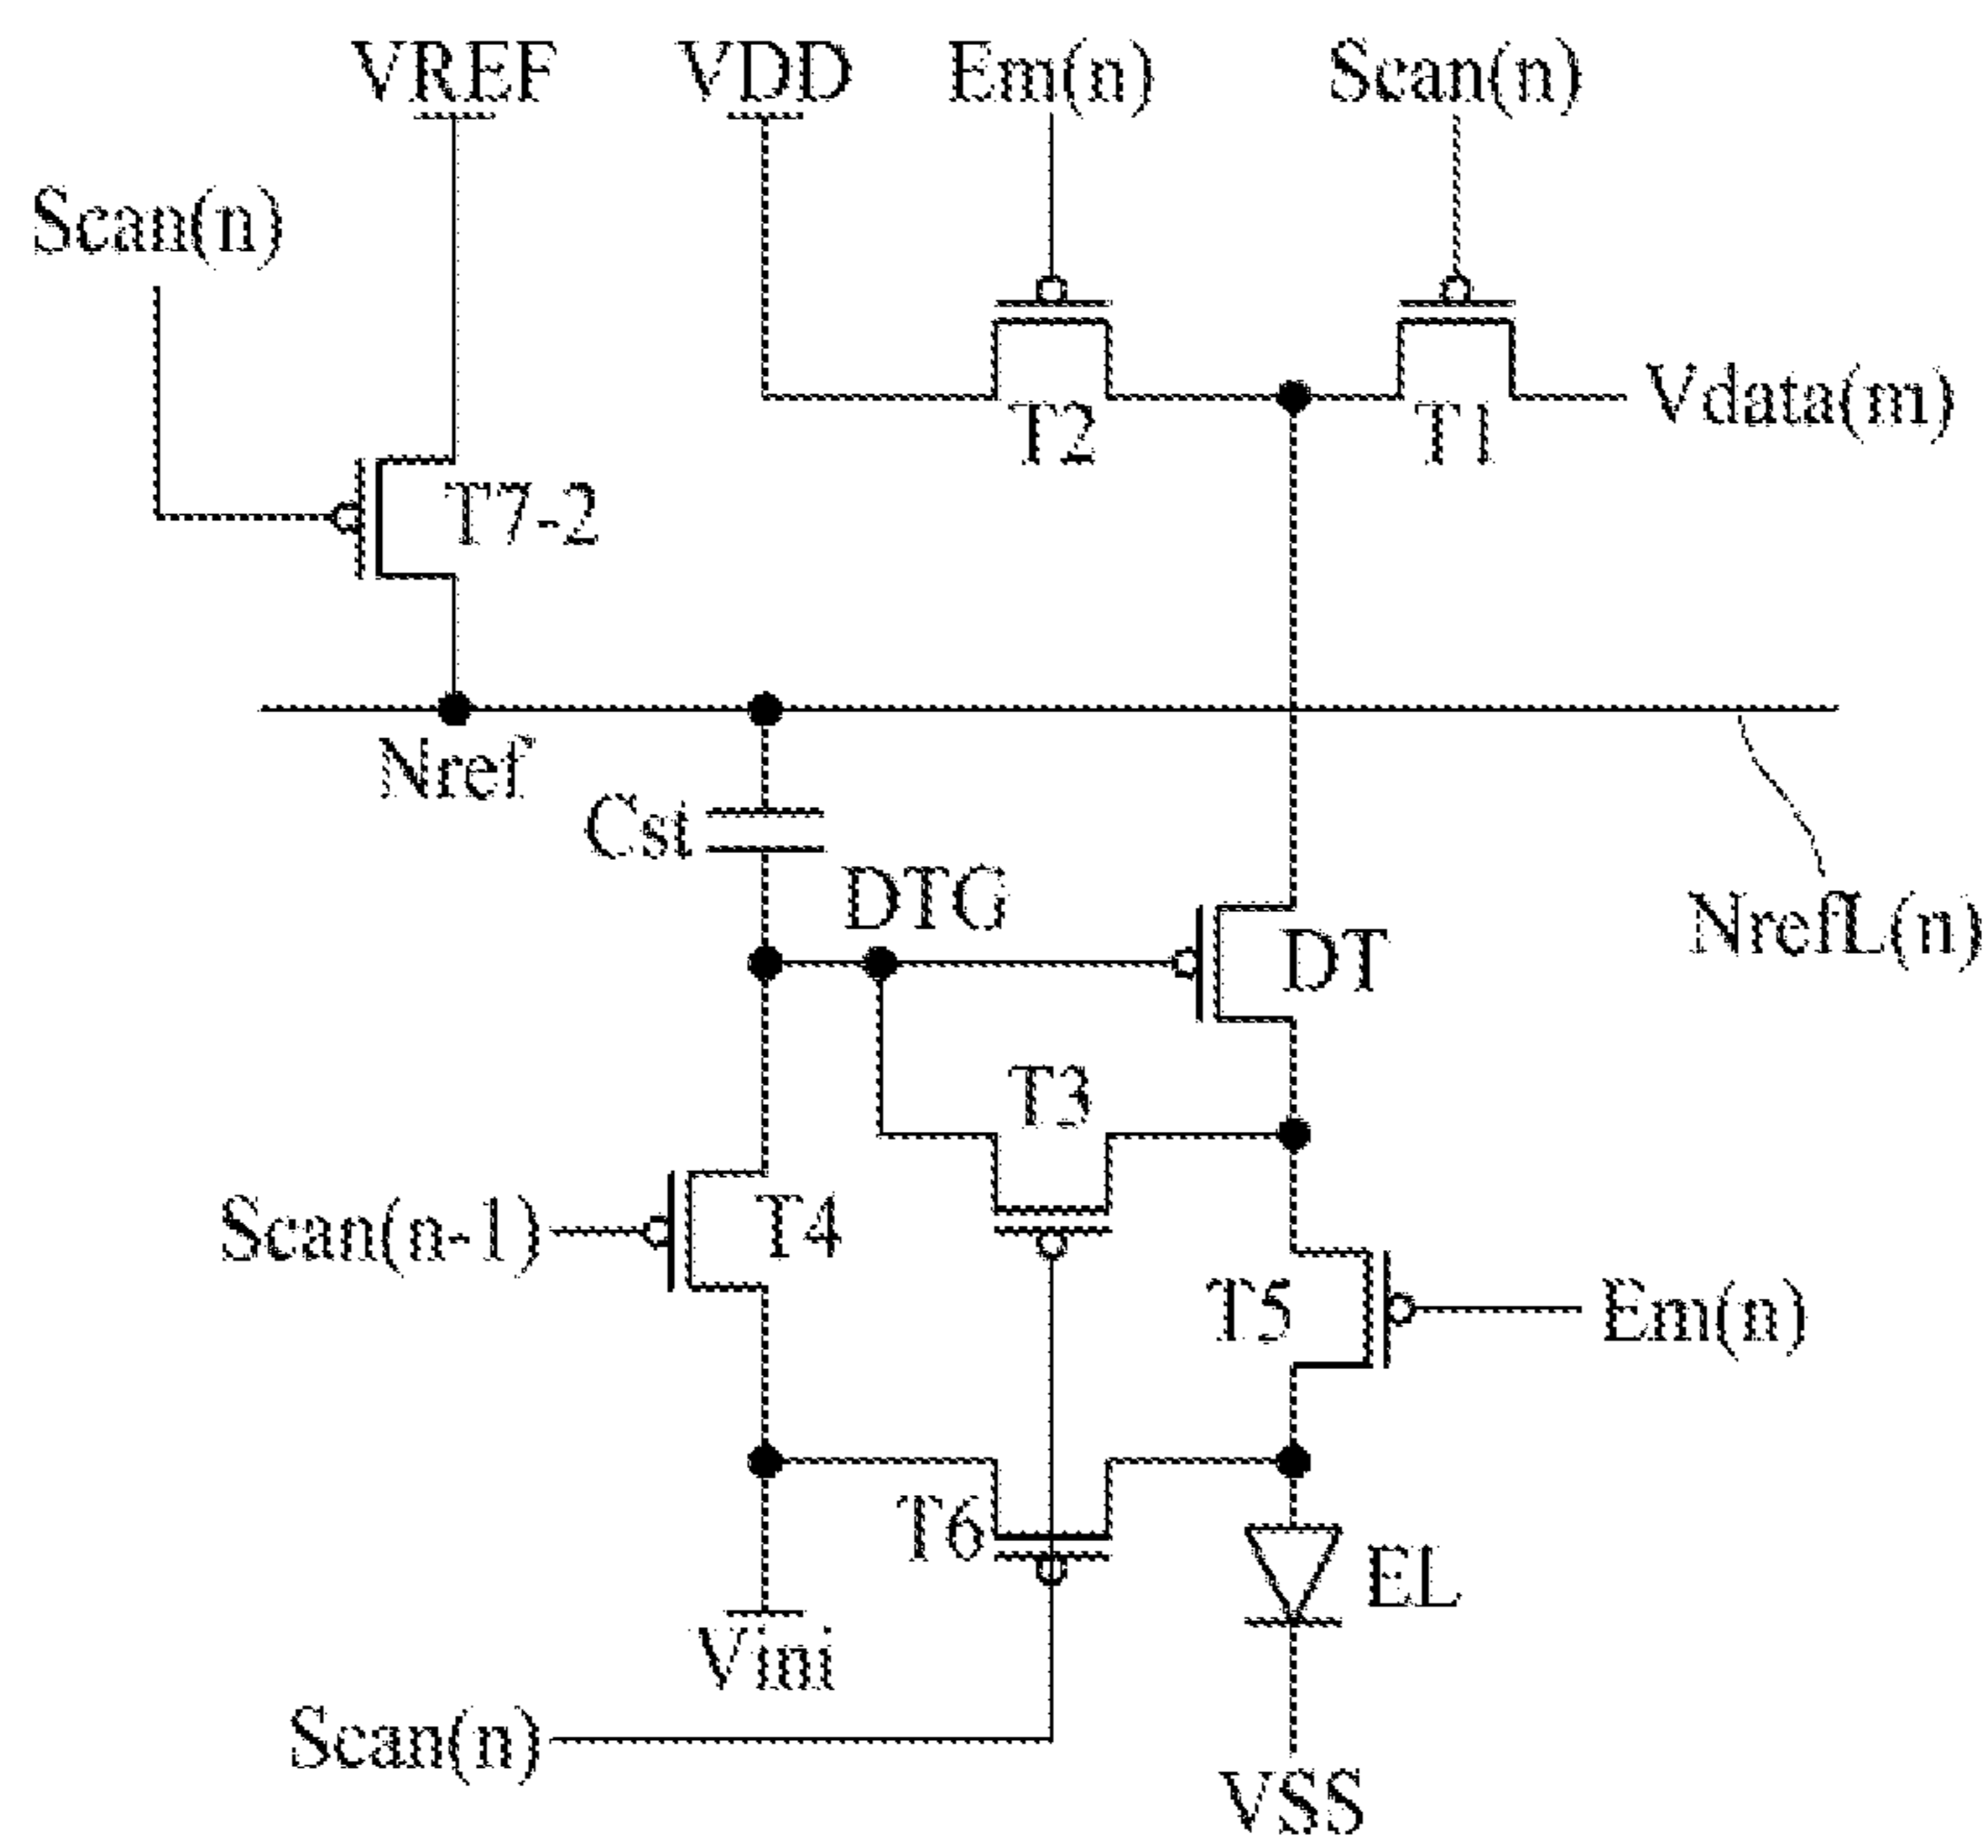 VREF VDD Em(n) Scan(n)
Scan(n)
T2 T1 Vdata(m)
T7-2
Nref
Cst
DTG
NrefL(n)
DT
T3
Scan(n-1) T4
T5 Em(n)
T6
EL
Vini
Scan(n)
VSS